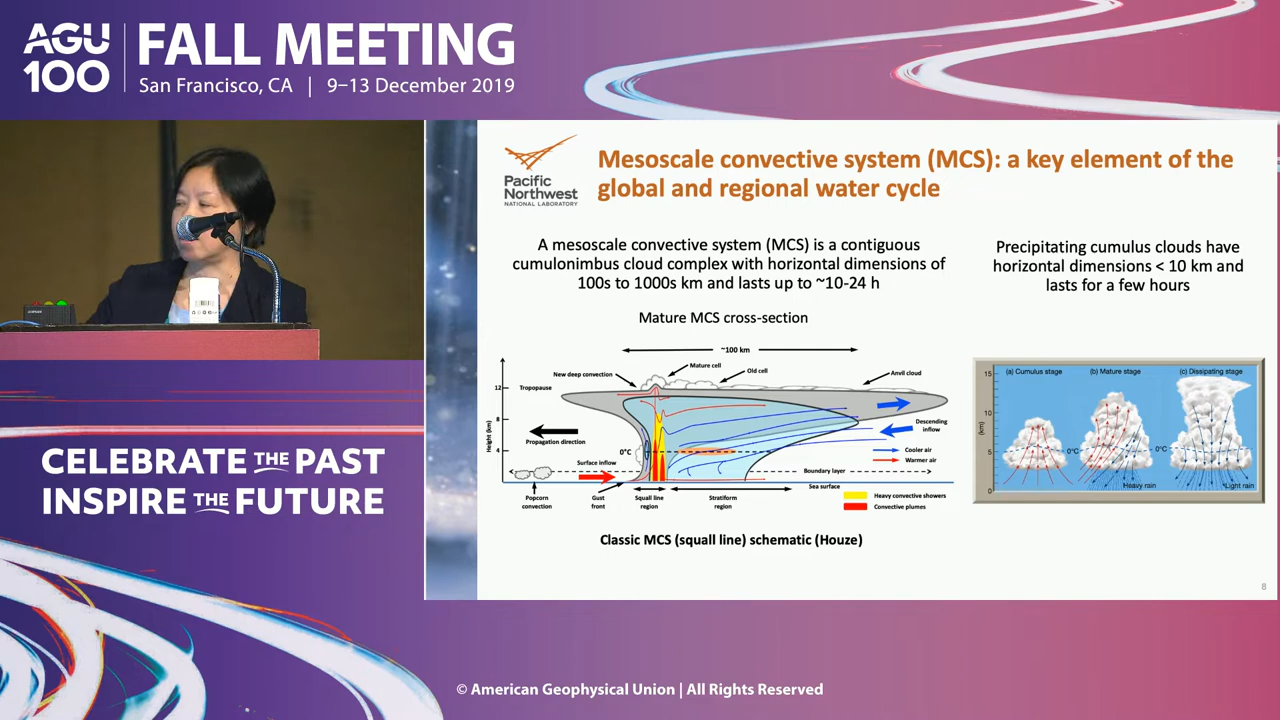 AGU
100
FALL MEETING
San Francisco, CA | 9–13 December 2019
Pacific
Northwest
NATIONAL LABORATORY
Mesoscale convective system (MCS): a key element of the
global and regional water cycle
A mesoscale convective system (MCS) is a contiguous
cumulonimbus cloud complex with horizontal dimensions of
100s to 1000s km and lasts up to ~10-24 h
Precipitating cumulus clouds have
horizontal dimensions < 10 km and
lasts for a few hours
Mature MCS cross-section
~100 km
New deep convection
Mature cell
Old cell
Anvil cloud
12
Tropopause
8
4
Height (km)
Propagation direction
0°C
Surface inflow
Descending
inflow
Cooler air
Warmer air
Boundary layer
Sea surface
Popcorn
convection
Gust
front
Squall line
region
Stratiform
region
Heavy convective showers
Convective plumes
Classic MCS (squall line) schematic (Houze)
(a) Cumulus stage
(b) Mature stage
(c) Dissipating stage
15
10
5
0
(km)
0°C
0°C
Heavy rain
Light rain
8
CELEBRATE THE PAST
INSPIRE THE FUTURE
© American Geophysical Union | All Rights Reserved